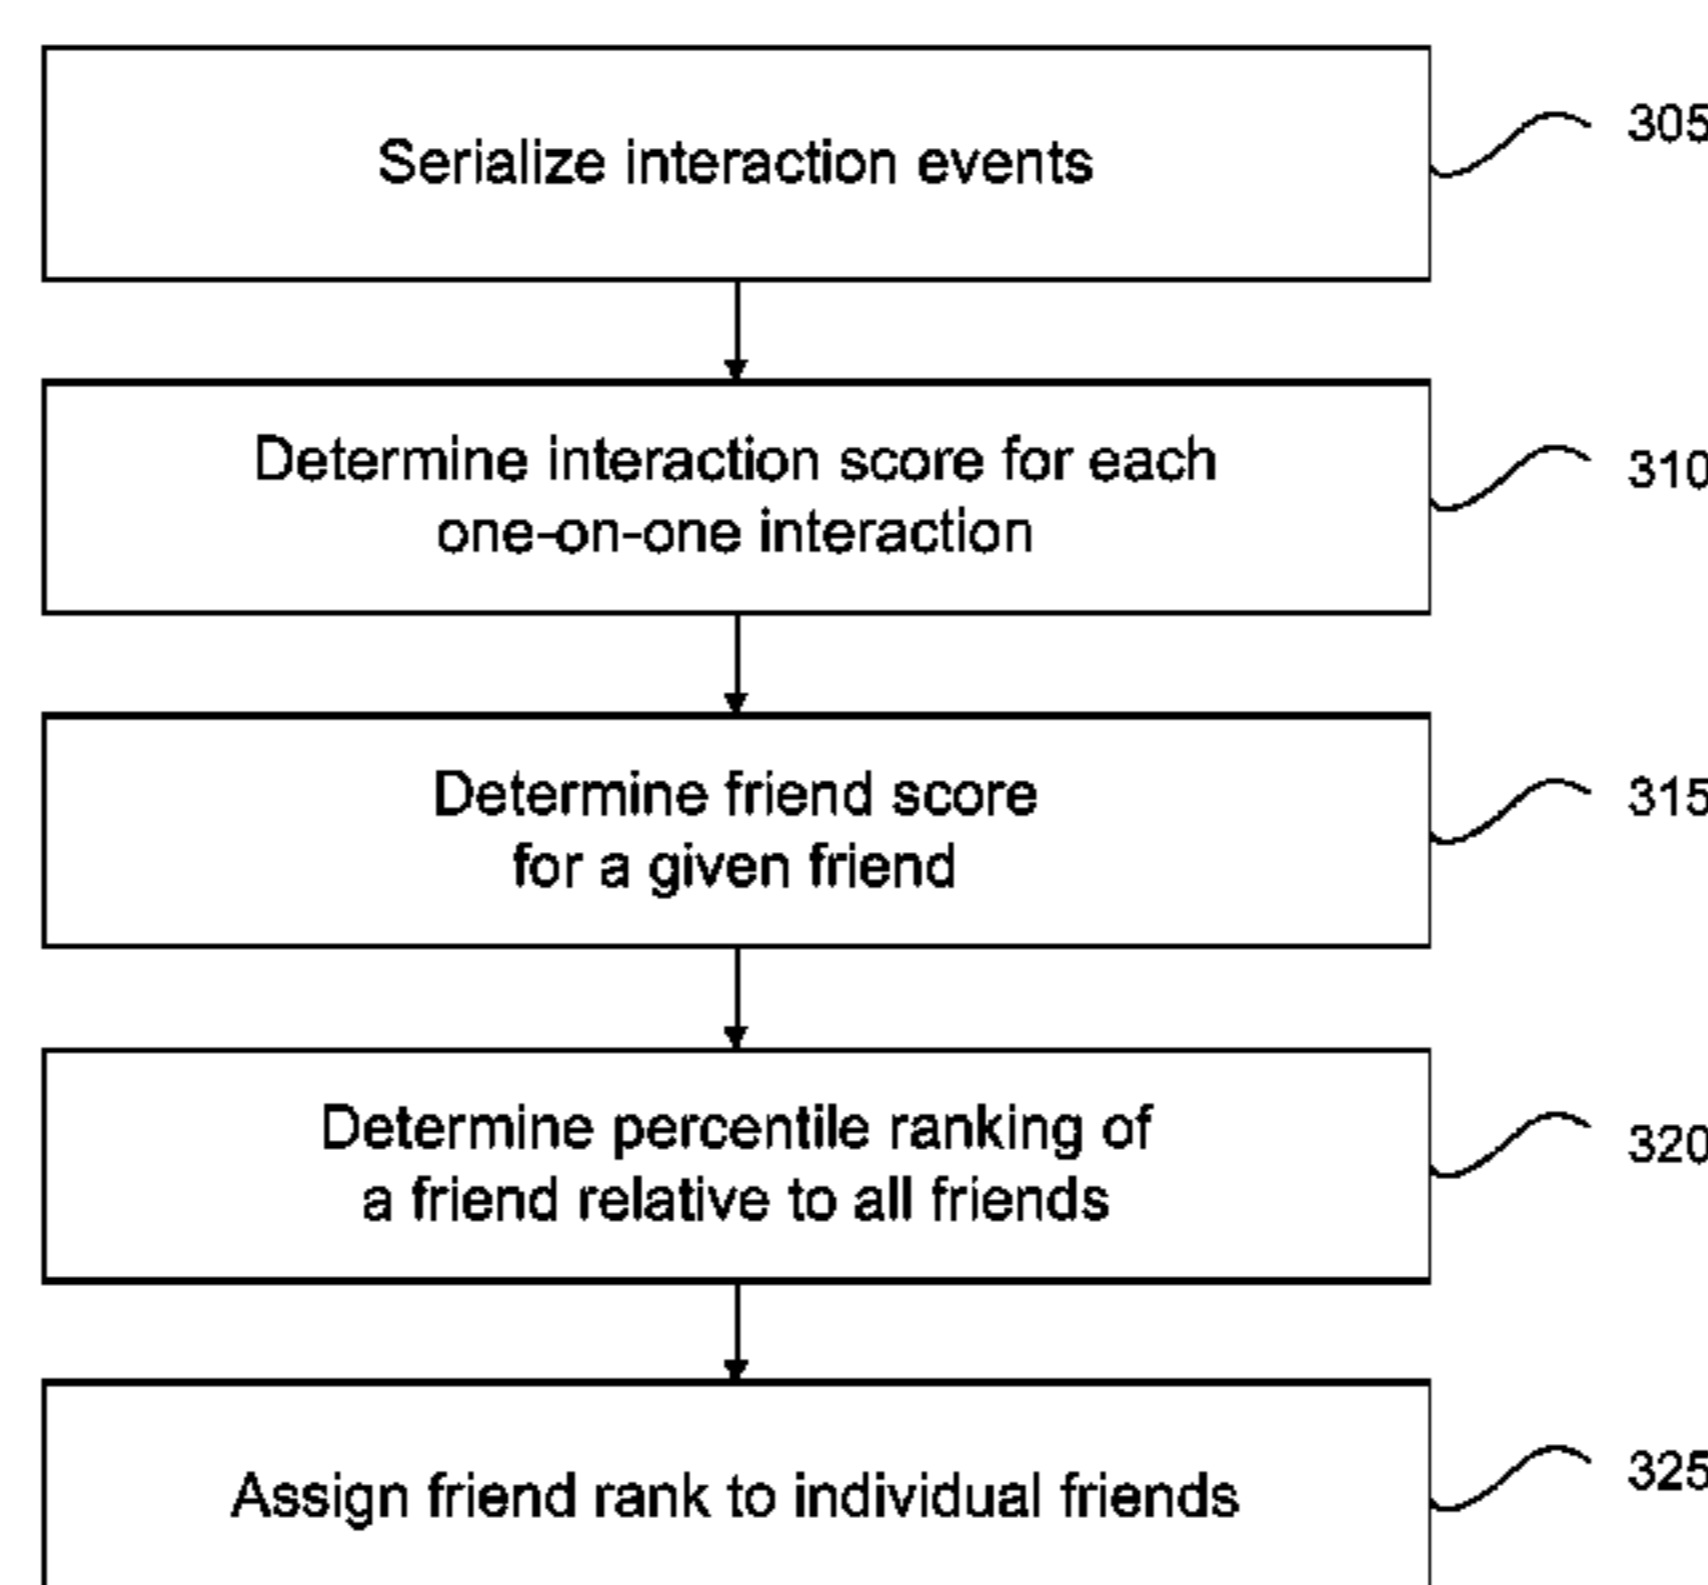 Serialize interaction events
305
Determine interaction score for each
one-on-one interaction
310
Determine friend score
for a given friend
315
Determine percentile ranking of
a friend relative to all friends
320
Assign friend rank to individual friends
325